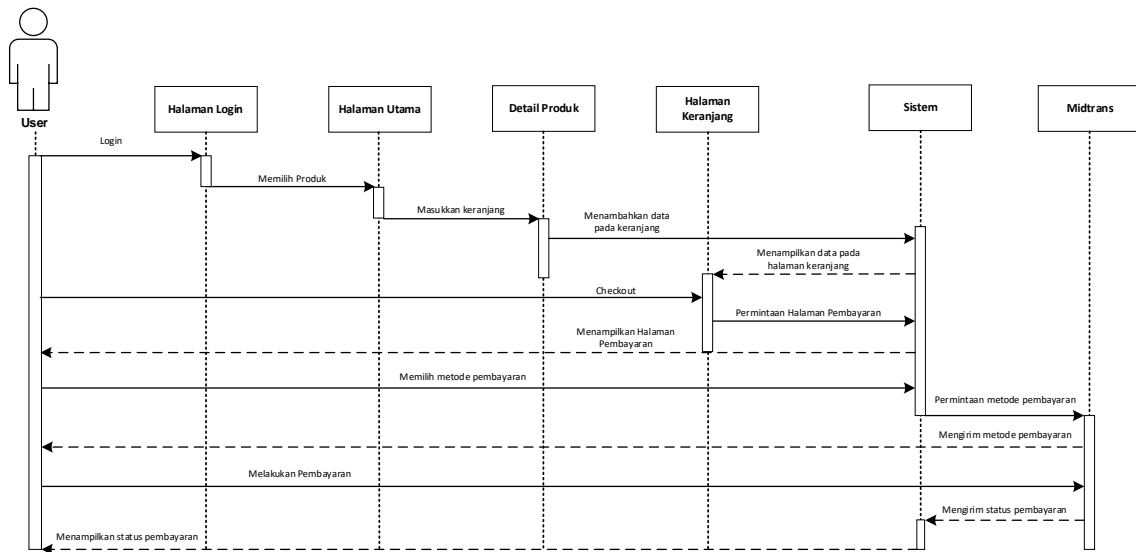 User
Halaman Login
Halaman Utama
Detail Produk
Halaman
Keranjang
Sistem
Midtrans
Login
Memilih Produk
Masukkan keranjang
Menambahkan data
pada keranjang
Menampilkan data pada
halaman keranjang
Checkout
Permintaan Halaman Pembayaran
Menampilkan Halaman
Pembayaran
Memilih metode pembayaran
Permintaan metode pembayaran
Mengirim metode pembayaran
Melakukan Pembayaran
Mengirim status pembayaran
Menampilkan status pembayaran